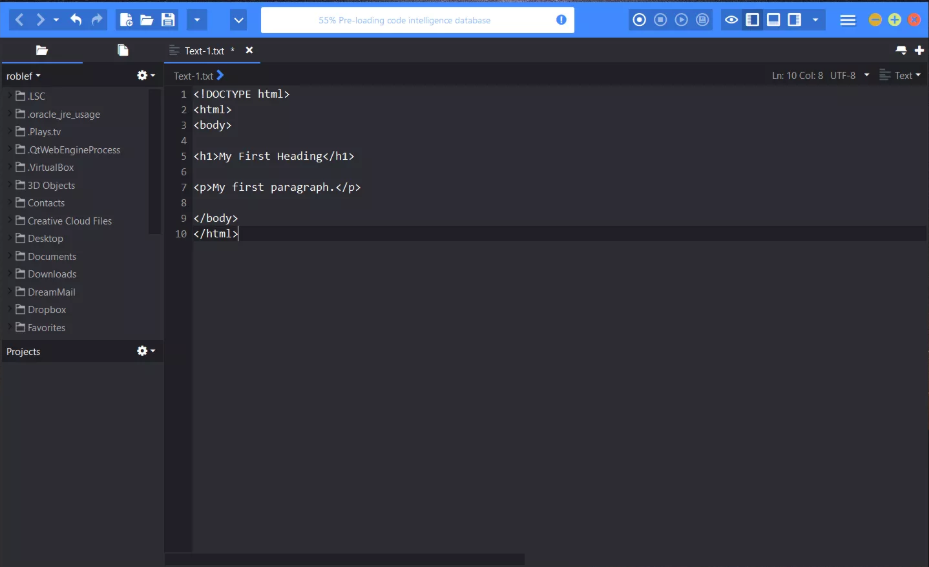 55% Pre-loading code intelligence database
Text-1.txt *
roblef
Text-1.txt
Ln: 10 Col: 8 UTF-8
Text
.LSC
.oracle_jre_usage
.Plays.tv
.QtWebEngineProcess
.VirtualBox
3D Objects
Contacts
Creative Cloud Files
Desktop
Documents
Downloads
DreamMail
Dropbox
Favorites
Projects
1 <!DOCTYPE html>
2 <html>
3 <body>
4
5 <h1>My First Heading</h1>
6
7 <p>My first paragraph.</p>
8
9 </body>
10 </html>